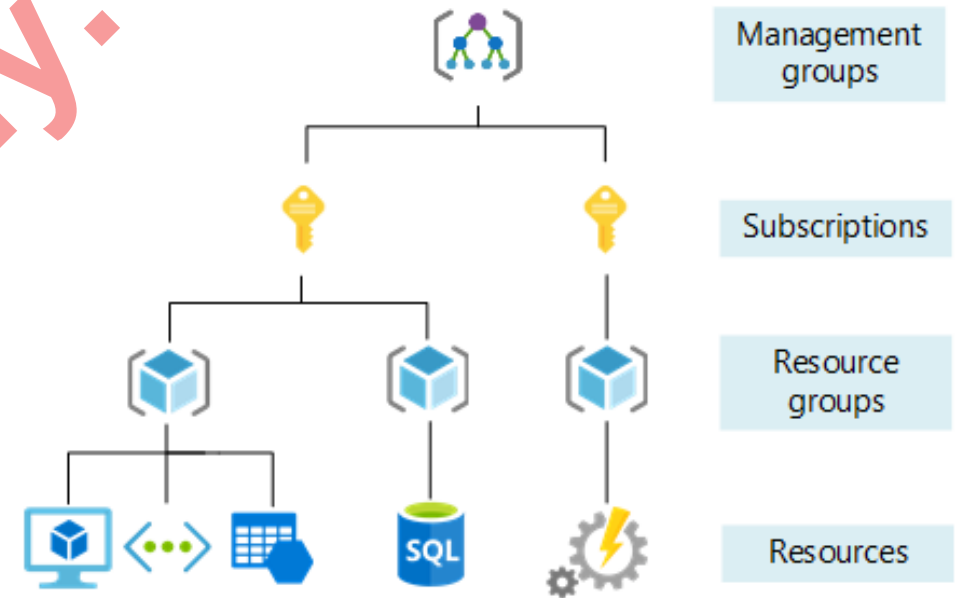 y.
Management
groups
Subscriptions
Resource
groups
SQL
Resources